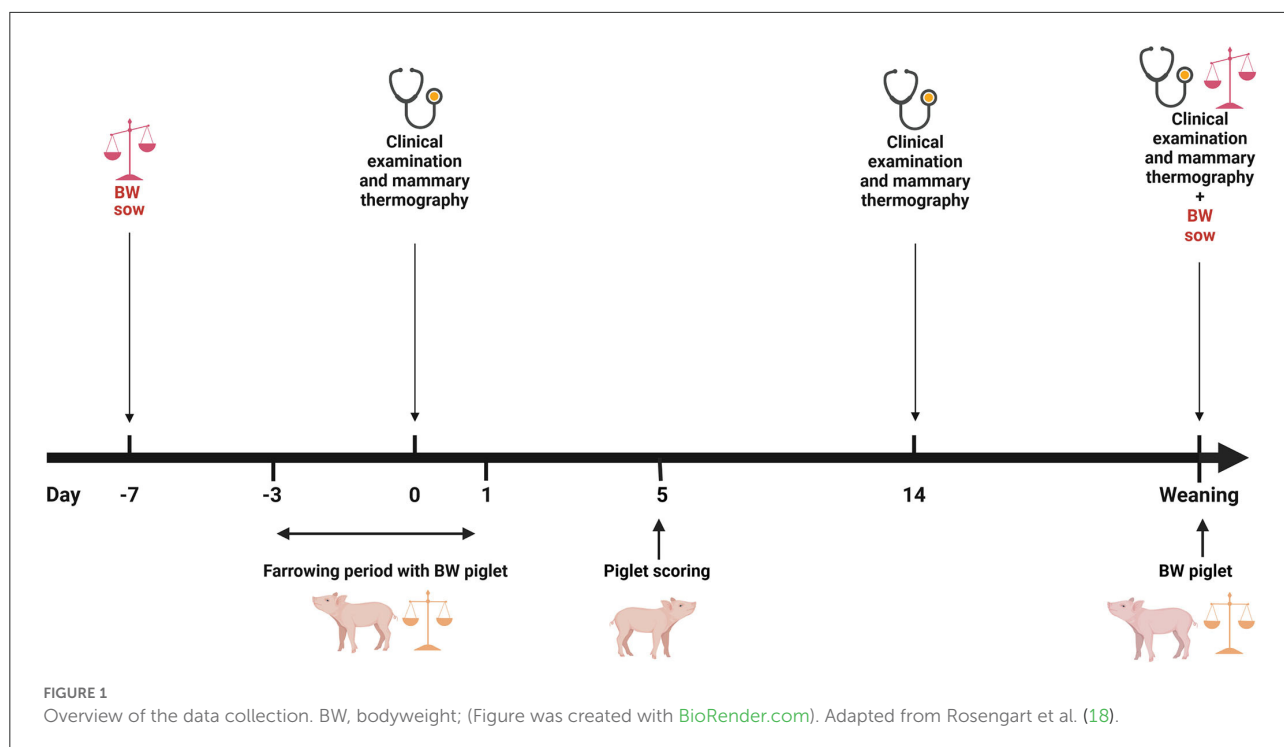 BW
sow
Clinical
examination
and mammary
thermography
Clinical
examination
and mammary
thermography
Clinical
examination
and mammary
thermography
+
BW
sow
Day -7 -3 0 1 5 14 Weaning
Farrowing period with BW piglet
Piglet scoring
BW piglet
FIGURE 1
Overview of the data collection. BW, bodyweight; (Figure was created with BioRender.com). Adapted from Rosengart et al. (18).